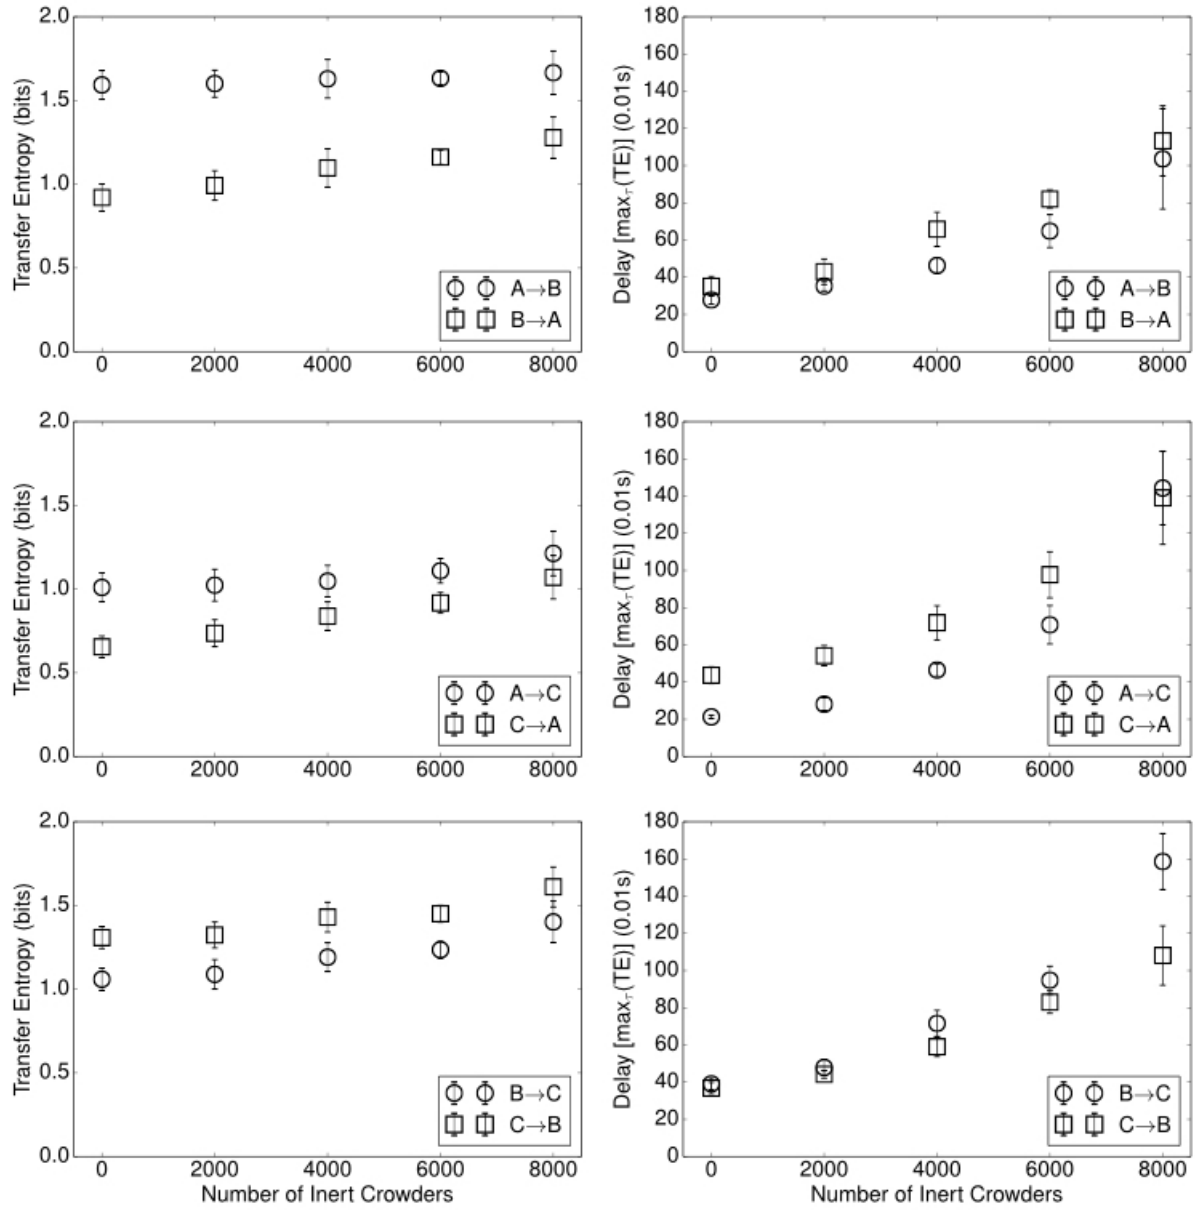 2.0
1.5
1.0
0.5
0.0
Transfer Entropy (bits)
0 2000 4000 6000 8000
A→B
B→A
180
160
140
120
100
80
60
40
20
0
Delay [maxτ(TE)] (0.01s)
0 2000 4000 6000 8000
A→B
B→A
2.0
1.5
1.0
0.5
0.0
Transfer Entropy (bits)
0 2000 4000 6000 8000
A→C
C→A
180
160
140
120
100
80
60
40
20
0
Delay [maxτ(TE)] (0.01s)
0 2000 4000 6000 8000
A→C
C→A
2.0
1.5
1.0
0.5
0.0
Transfer Entropy (bits)
0 2000 4000 6000 8000
Number of Inert Crowders
B→C
C→B
180
160
140
120
100
80
60
40
20
0
Delay [maxτ(TE)] (0.01s)
0 2000 4000 6000 8000
Number of Inert Crowders
B→C
C→B